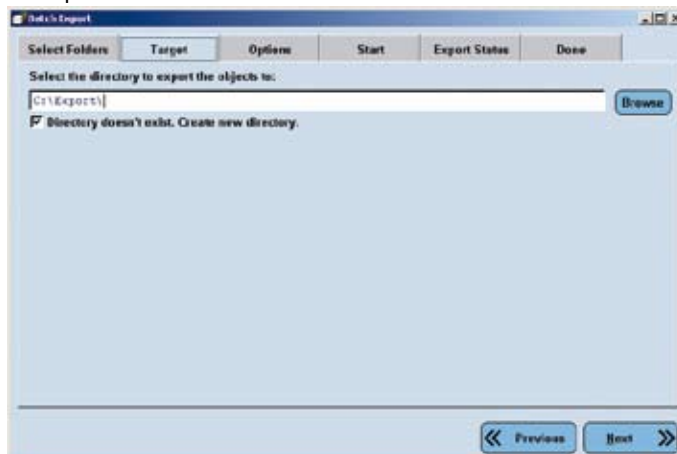 Batch Export
Select Folders Target Options Start Export Status Done
Select the directory to export the objects to:
C:\Export\
Browse
Directory doesn't exist. Create new directory.
Previous Next